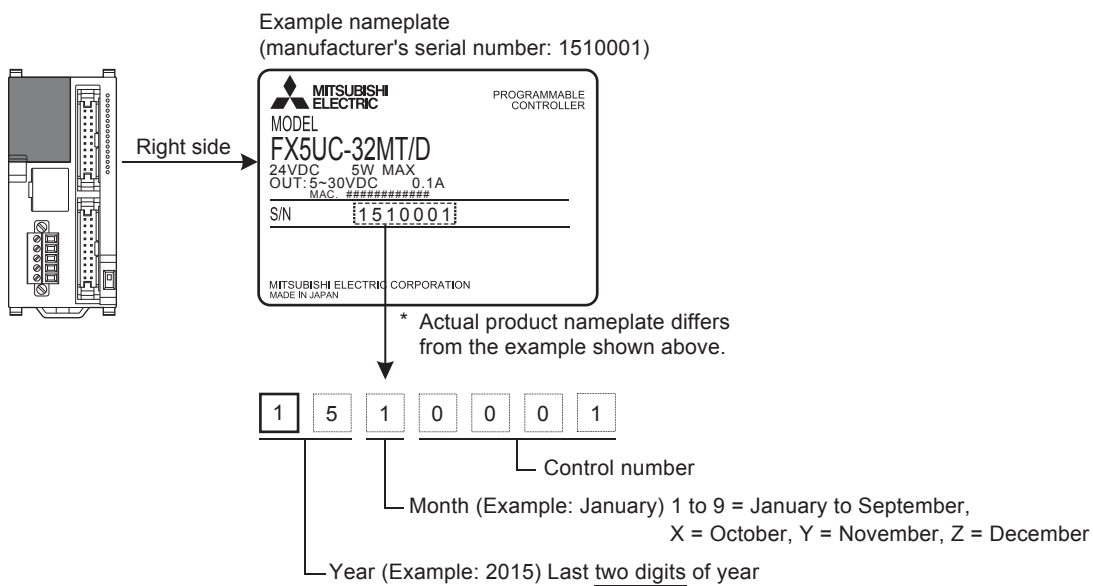 Example nameplate
(manufacturer's serial number: 1510001)
MITSUBISHI
ELECTRIC
PROGRAMMABLE
CONTROLLER
MODEL
FX5UC-32MT/D
24VDC 5W MAX
OUT: 5~30VDC 0.1A
MAC. ############
S/N 1510001
MITSUBISHI ELECTRIC CORPORATION
MADE IN JAPAN
Right side
* Actual product nameplate differs
from the example shown above.
1 5 1 0 0 0 1
Control number
Month (Example: January) 1 to 9 = January to September,
X = October, Y = November, Z = December
Year (Example: 2015) Last two digits of year